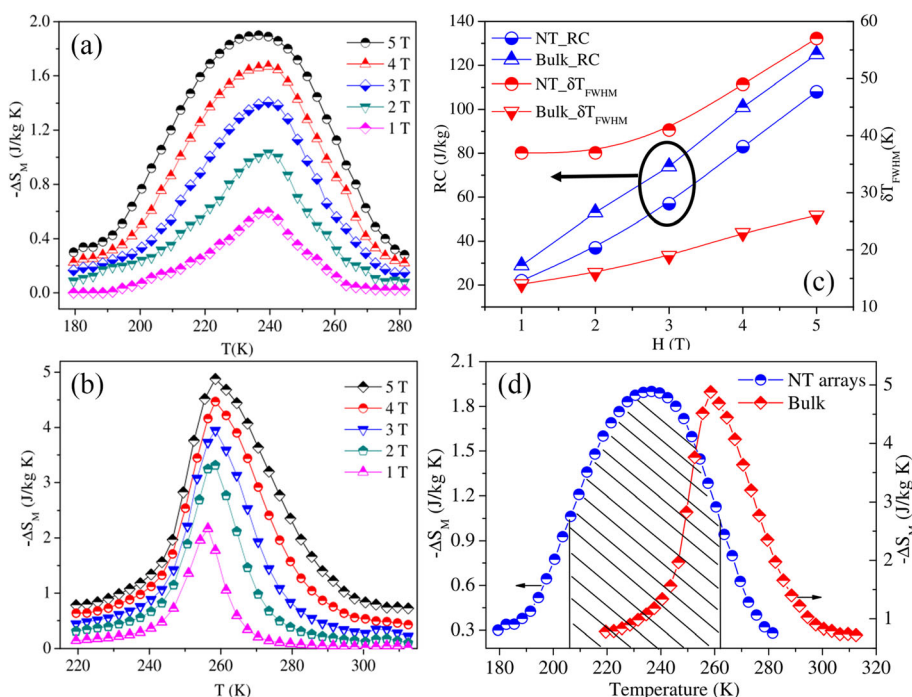 (a)
-ΔS_M (J/kg K)
2.0
1.6
1.2
0.8
0.4
0.0
5 T
4 T
3 T
2 T
1 T
180 200 220 240 260 280
T(K)
(c)
RC (J/kg)
140
120
100
80
60
40
20
NT_RC
Bulk_RC
NT_δT_FWHM
Bulk_δT_FWHM
60
50
40
30
20
10
δT_FWHM(K)
1 2 3 4 5
H (T)
(b)
-ΔS_M (J/kg K)
5
4
3
2
1
0
5 T
4 T
3 T
2 T
1 T
220 240 260 280 300
T (K)
(d)
-ΔS_M (J/kg K)
2.1
1.8
1.5
1.2
0.9
0.6
0.3
NT arrays
Bulk
5
4
3
2
1
-ΔS_M (J/kg K)
180 200 220 240 260 280 300 320
Temperature (K)